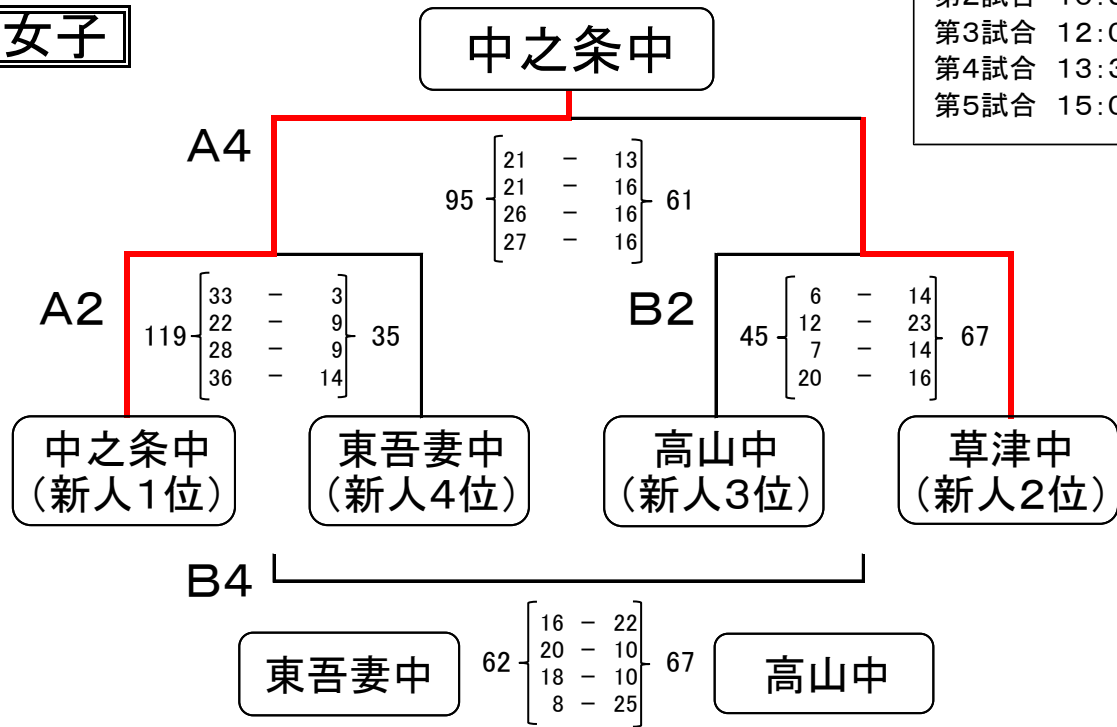 女子
中之条中
第3試合 12:0
第4試合 13:3
第5試合 15:0
A4
95 21 - 13 61
21 - 16
26 - 16
27 - 16
A2
119 33 - 3 35
22 - 9
28 - 9
36 - 14
B2
45 6 - 14 67
12 - 23
7 - 14
20 - 16
中之条中
(新人1位)
東吾妻中
(新人4位)
高山中
(新人3位)
草津中
(新人2位)
B4
東吾妻中
62 16 - 22 67
20 - 10
18 - 10
8 - 25
高山中